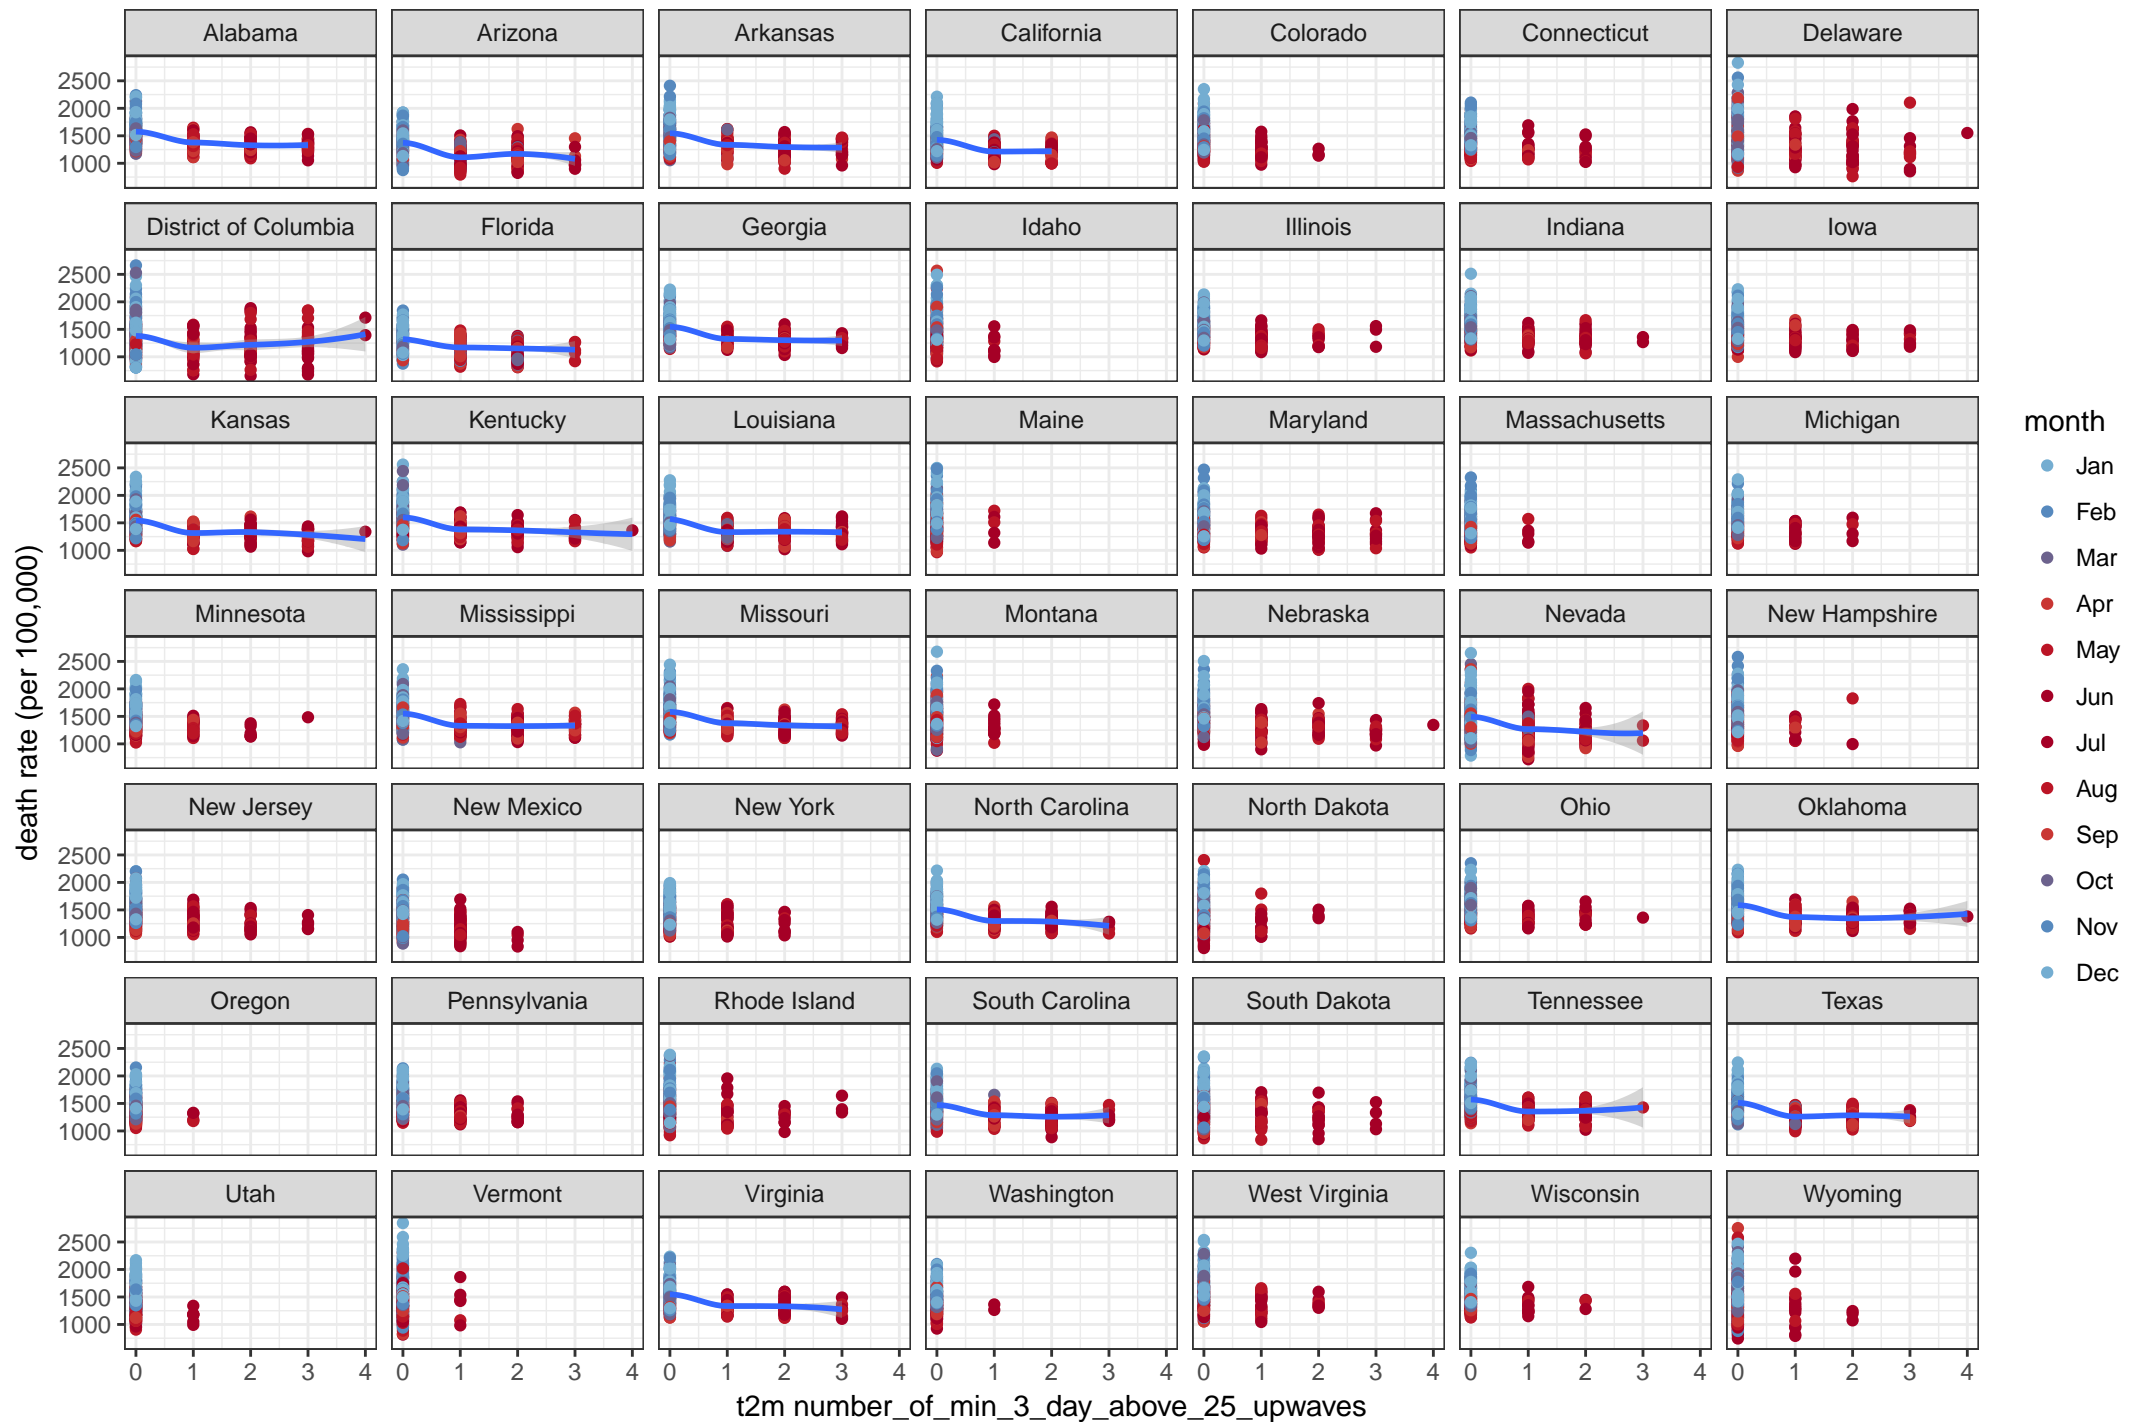 Alabama Arizona Arkansas California Colorado Connecticut Delaware
2500
2000
1500
1000
District of Columbia Florida Georgia Idaho Illinois Indiana Iowa
2500
2000
1500
1000
Kansas Kentucky Louisiana Maine Maryland Massachusetts Michigan
2500
2000
1500
1000
Minnesota Mississippi Missouri Montana Nebraska Nevada New Hampshire
2500
2000
1500
1000
New Jersey New Mexico New York North Carolina North Dakota Ohio Oklahoma
2500
2000
1500
1000
Oregon Pennsylvania Rhode Island South Carolina South Dakota Tennessee Texas
2500
2000
1500
1000
Utah Vermont Virginia Washington West Virginia Wisconsin Wyoming
2500
2000
1500
1000
0 1 2 3 4 0 1 2 3 4 0 1 2 3 4 0 1 2 3 4 0 1 2 3 4 0 1 2 3 4 0 1 2 3 4
t2m number_of_min_3_day_above_25_upwaves
death rate (per 100,000)
month
Jan
Feb
Mar
Apr
May
Jun
Jul
Aug
Sep
Oct
Nov
Dec